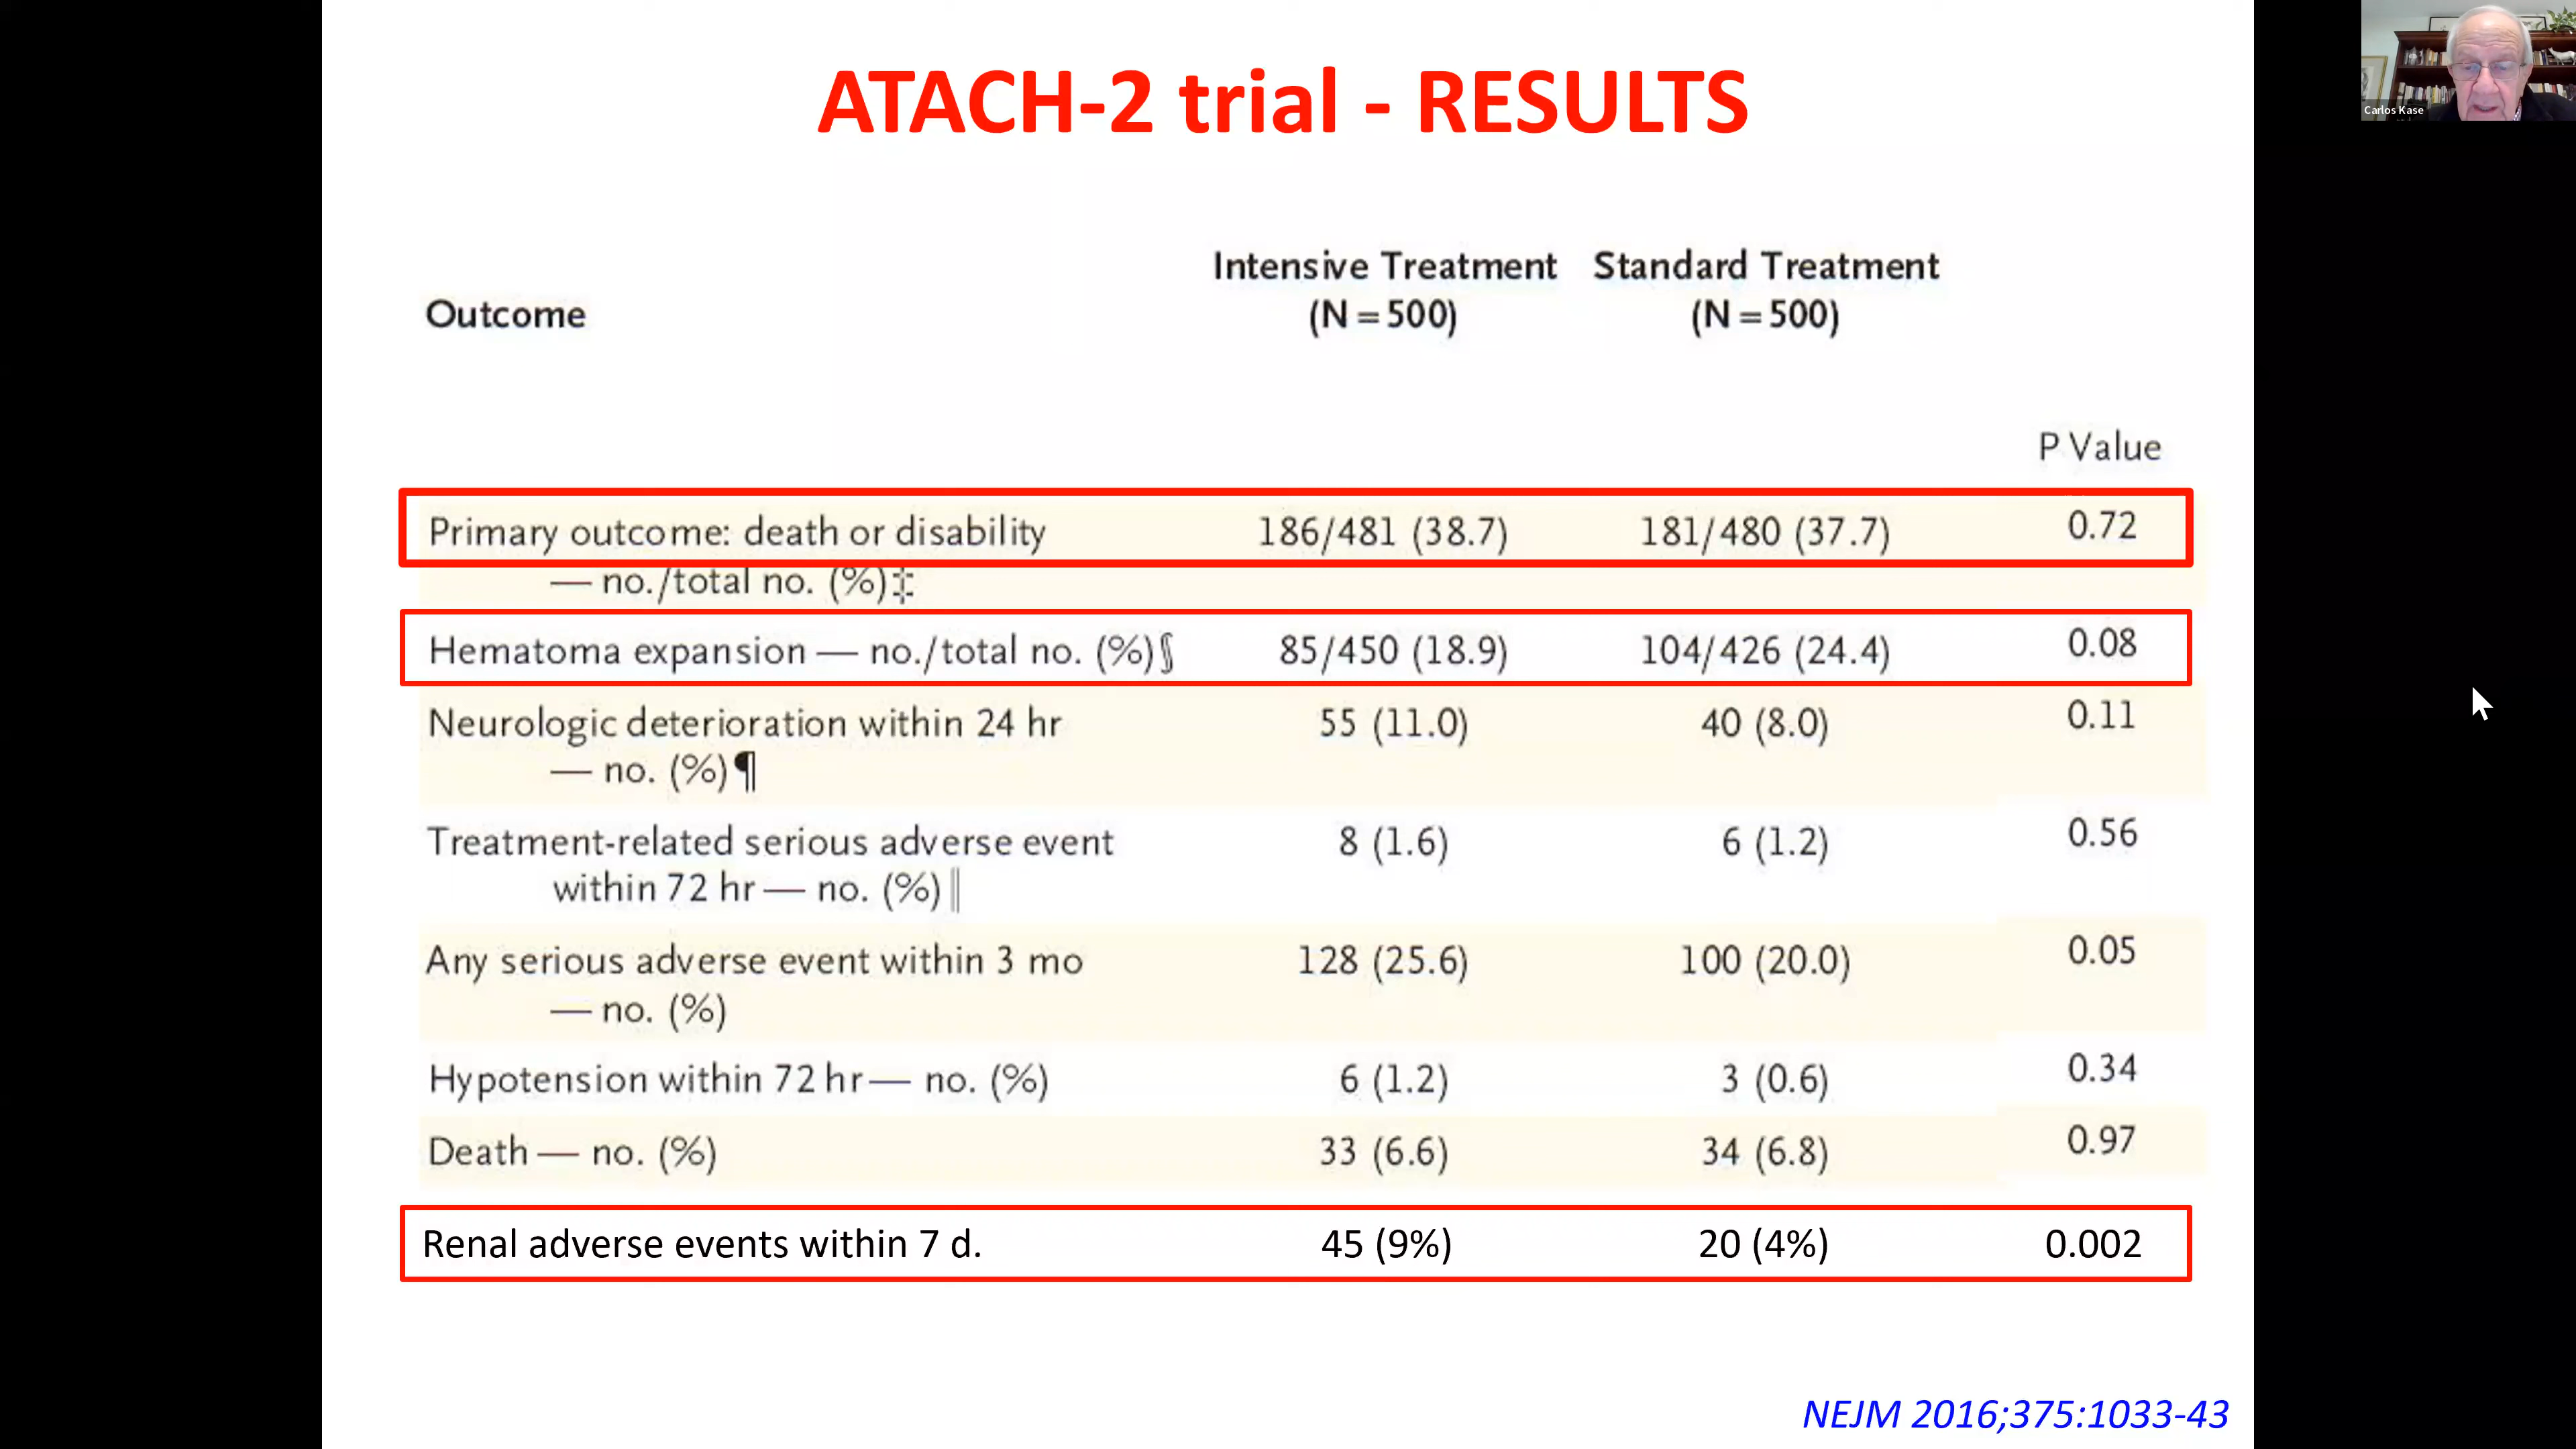 ATACH-2 trial - RESULTS
Carlos Kase
Intensive Treatment Standard Treatment
Outcome (N = 500) (N = 500)
P Value
Primary outcome: death or disability 186/481 (38.7) 181/480 (37.7) 0.72
— no./total no. (%)‡
Hematoma expansion — no./total no. (%)§ 85/450 (18.9) 104/426 (24.4) 0.08
Neurologic deterioration within 24 hr 55 (11.0) 40 (8.0) 0.11
— no. (%)¶
Treatment-related serious adverse event 8 (1.6) 6 (1.2) 0.56
within 72 hr — no. (%)‖
Any serious adverse event within 3 mo 128 (25.6) 100 (20.0) 0.05
— no. (%)
Hypotension within 72 hr — no. (%) 6 (1.2) 3 (0.6) 0.34
Death — no. (%) 33 (6.6) 34 (6.8) 0.97
Renal adverse events within 7 d. 45 (9%) 20 (4%) 0.002
NEJM 2016;375:1033-43